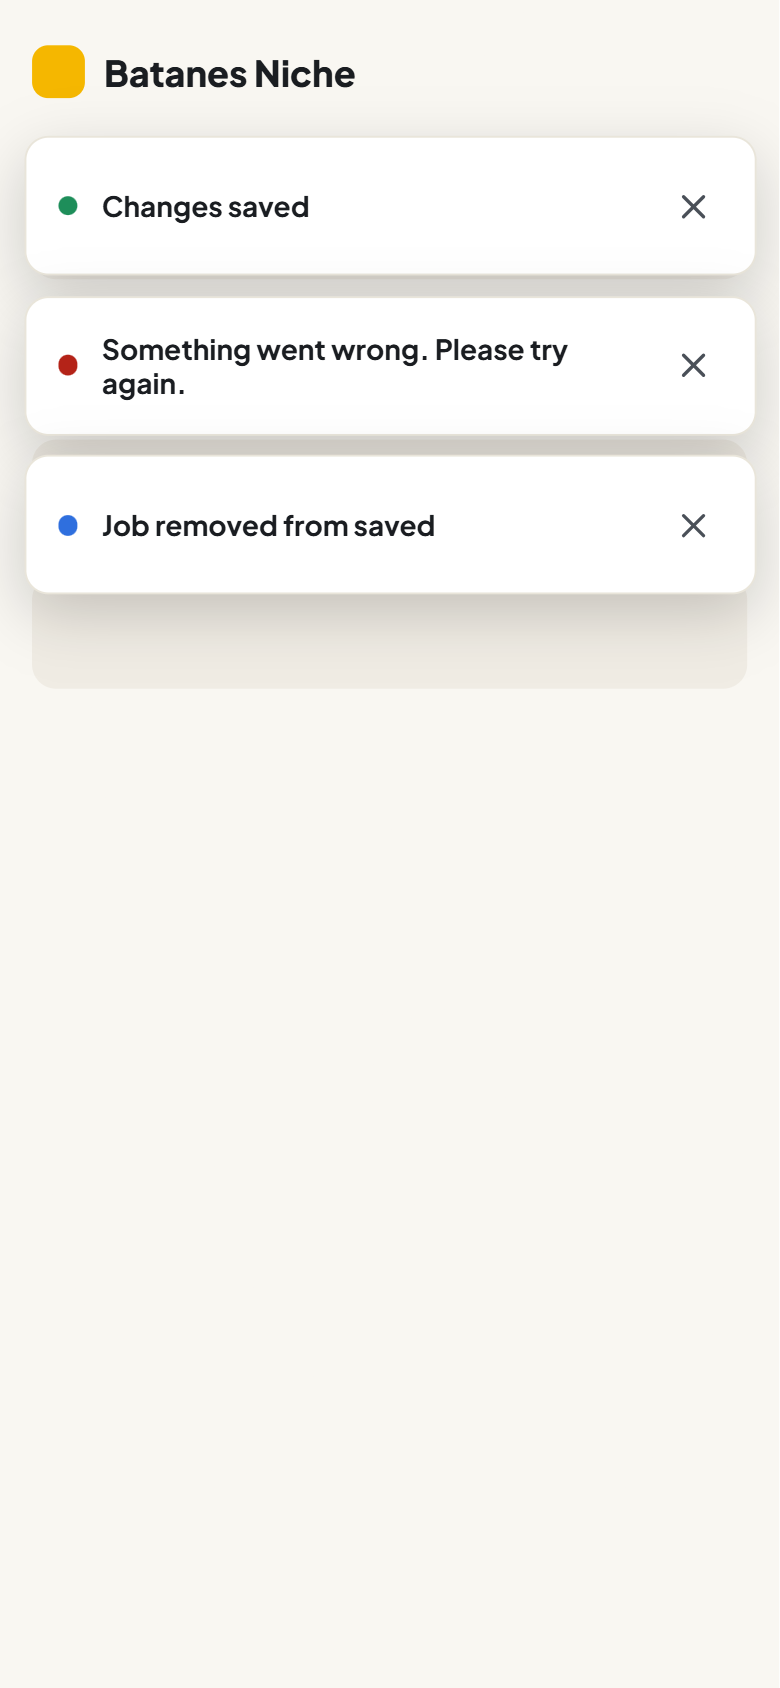 Batanes Niche
Changes saved
Something went wrong. Please try
again.
Job removed from saved